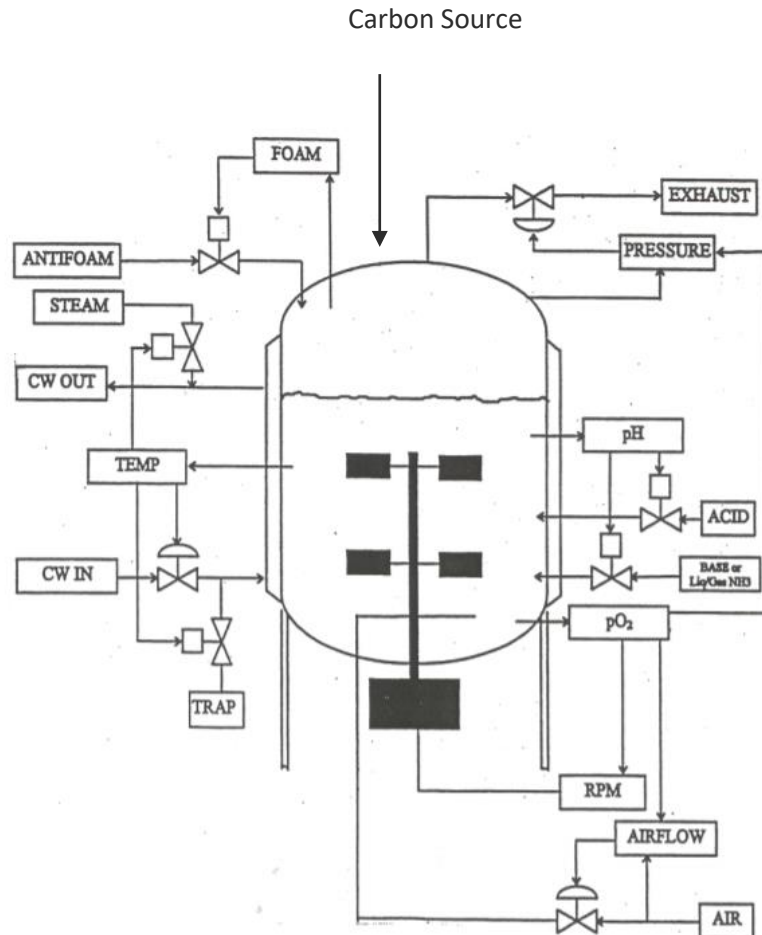 Carbon Source
FOAM
EXHAUST
ANTIFOAM
PRESSURE
STEAM
CW OUT
pH
TEMP
ACID
CW IN
BASE or
Liq/Gas NH3
pO₂
TRAP
RPM
AIRFLOW
AIR